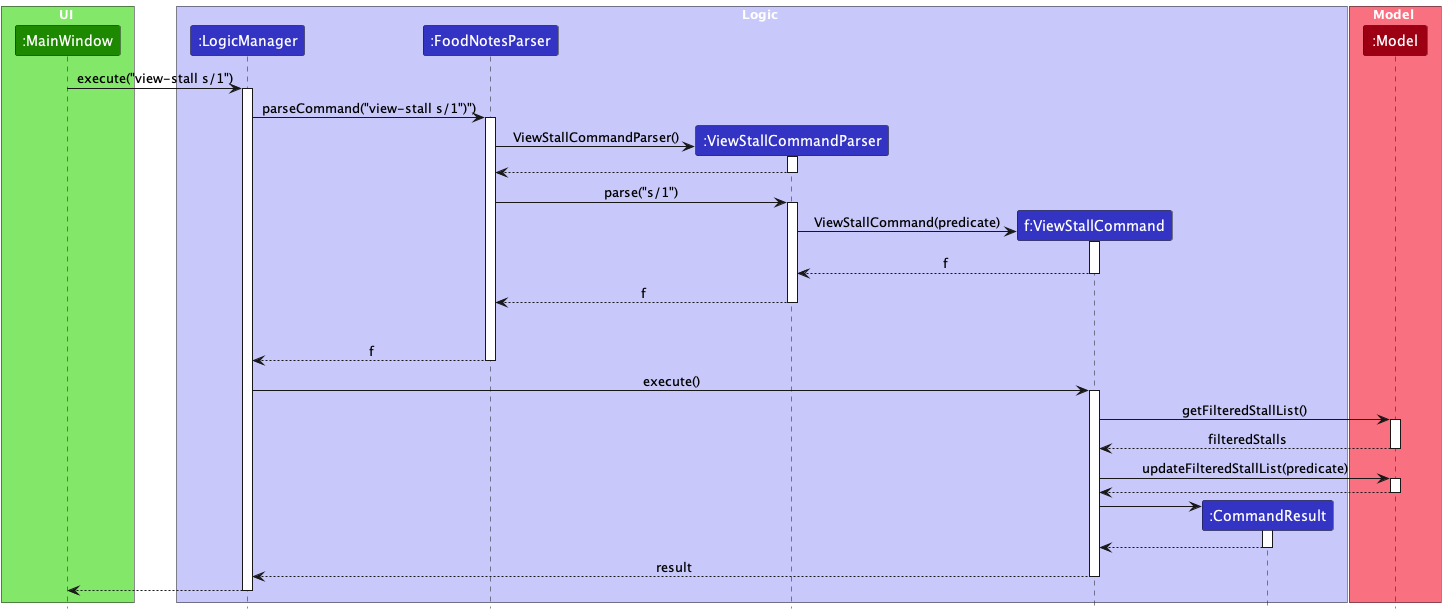 UI
Logic
Model
:MainWindow
:LogicManager
:FoodNotesParser
:Model
execute("view-stall s/1")
parseCommand("view-stall s/1")")
ViewStallCommandParser()
:ViewStallCommandParser
parse("s/1")
ViewStallCommand(predicate)
f:ViewStallCommand
f
f
f
execute()
getFilteredStallList()
filteredStalls
updateFilteredStallList(predicate)
:CommandResult
result